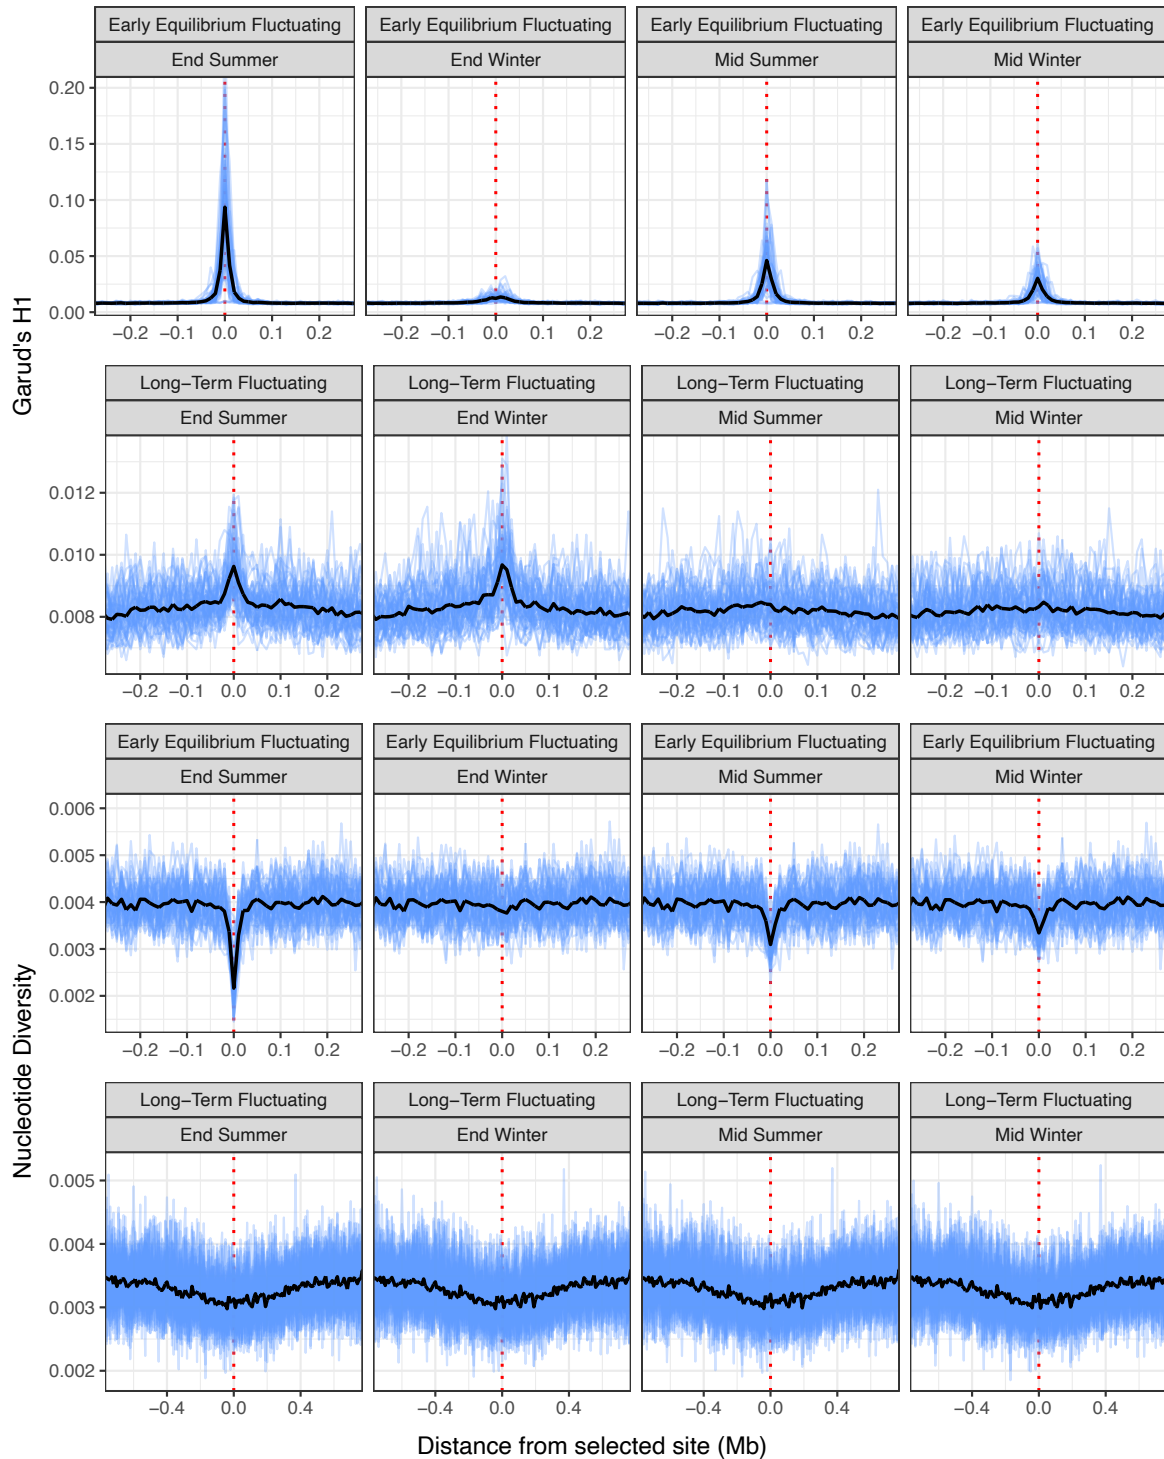 Early Equilibrium Fluctuating Early Equilibrium Fluctuating Early Equilibrium Fluctuating Early Equilibrium Fluctuating
End Summer End Winter Mid Summer Mid Winter
0.20
0.15
0.10
0.05
0.00
−0.2 −0.1 0.0 0.1 0.2 −0.2 −0.1 0.0 0.1 0.2 −0.2 −0.1 0.0 0.1 0.2 −0.2 −0.1 0.0 0.1 0.2
Garud's H1
Long−Term Fluctuating Long−Term Fluctuating Long−Term Fluctuating Long−Term Fluctuating
End Summer End Winter Mid Summer Mid Winter
0.012
0.010
0.008
−0.2 −0.1 0.0 0.1 0.2 −0.2 −0.1 0.0 0.1 0.2 −0.2 −0.1 0.0 0.1 0.2 −0.2 −0.1 0.0 0.1 0.2
Early Equilibrium Fluctuating Early Equilibrium Fluctuating Early Equilibrium Fluctuating Early Equilibrium Fluctuating
End Summer End Winter Mid Summer Mid Winter
0.006
0.005
0.004
0.003
0.002
−0.2 −0.1 0.0 0.1 0.2 −0.2 −0.1 0.0 0.1 0.2 −0.2 −0.1 0.0 0.1 0.2 −0.2 −0.1 0.0 0.1 0.2
Nucleotide Diversity
Long−Term Fluctuating Long−Term Fluctuating Long−Term Fluctuating Long−Term Fluctuating
End Summer End Winter Mid Summer Mid Winter
0.005
0.004
0.003
0.002
−0.4 0.0 0.4 −0.4 0.0 0.4 −0.4 0.0 0.4 −0.4 0.0 0.4
Distance from selected site (Mb)